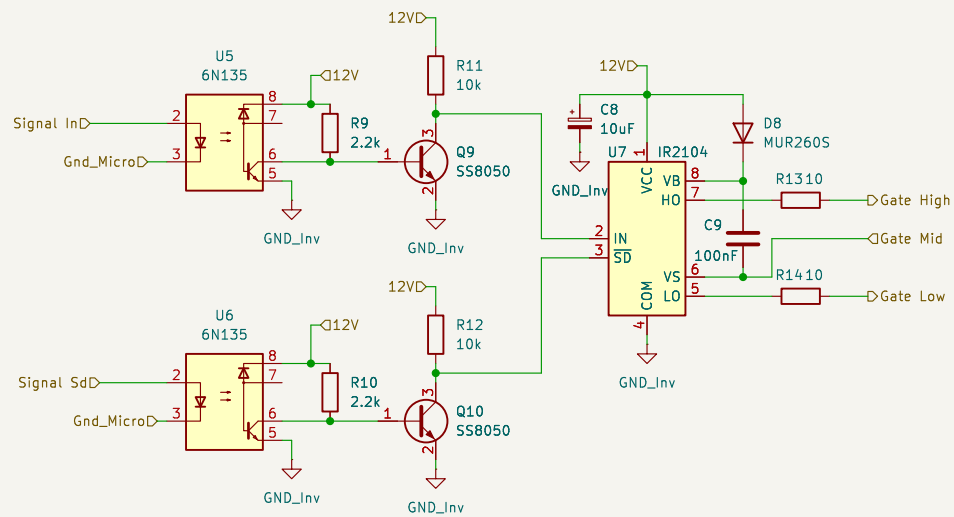 12V
U5
6N135
12V
R11
10k
12V
C8
10uF
D8
MUR260S
8
2
7
Signal In
R9
2.2k
3
6
1
Gnd_Micro
3
5
Q9
SS8050
2
GND_Inv
GND_Inv
+
GND_Inv
U7
IR2104
1
VCC
VB
8
HO
7
R13
10
Gate High
2
IN
3
SD
C9
100nF
Gate Mid
VS
6
LO
5
R14
10
Gate Low
COM
4
GND_Inv
12V
U6
6N135
12V
R12
10k
8
2
7
Signal Sd
R10
2.2k
3
6
1
Gnd_Micro
3
5
Q10
SS8050
2
GND_Inv
GND_Inv